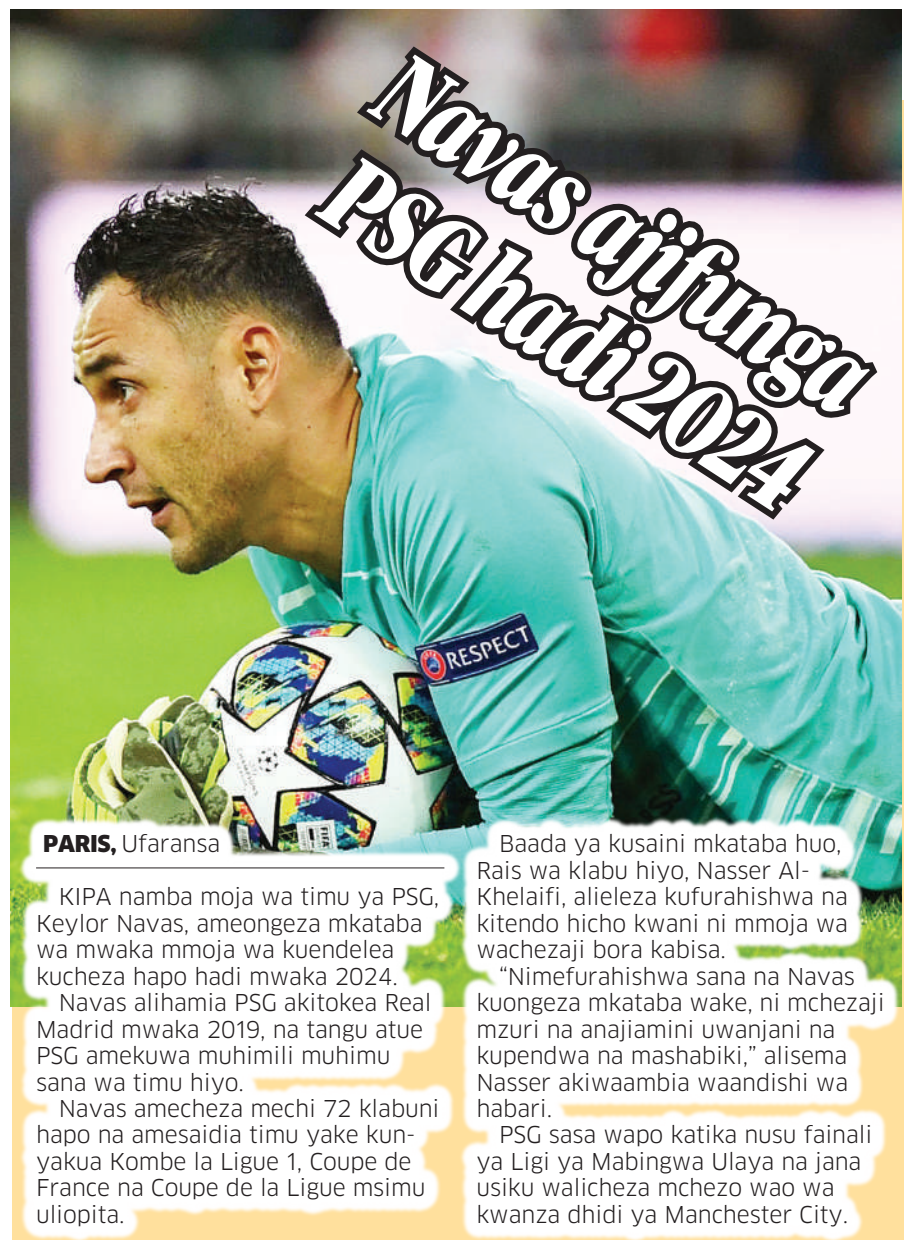 Navas ajifunga
PSG hadi 2024
RESPECT
PARIS, Ufaransa
KIPA namba moja wa timu ya PSG,
Keylor Navas, ameongeza mkataba
wa mwaka mmoja wa kuendelea
kucheza hapo hadi mwaka 2024.
Navas alihamia PSG akitokea Real
Madrid mwaka 2019, na tangu atue
PSG amekuwa muhimili muhimu
sana wa timu hiyo.
Navas amecheza mechi 72 klabuni
hapo na amesaidia timu yake kun-
yakua Kombe la Ligue 1, Coupe de
France na Coupe de la Ligue msimu
uliopita.
Baada ya kusaini mkataba huo,
Rais wa klabu hiyo, Nasser Al-
Khelaifi, alieleza kufurahishwa na
kitendo hicho kwani ni mmoja wa
wachezaji bora kabisa.
“Nimefurahishwa sana na Navas
kuongeza mkataba wake, ni mchezaji
mzuri na anajiamini uwanjani na
kupendwa na mashabiki,” alisema
Nasser akiwaambia waandishi wa
habari.
PSG sasa wapo katika nusu fainali
ya Ligi ya Mabingwa Ulaya na jana
usiku walicheza mchezo wao wa
kwanza dhidi ya Manchester City.